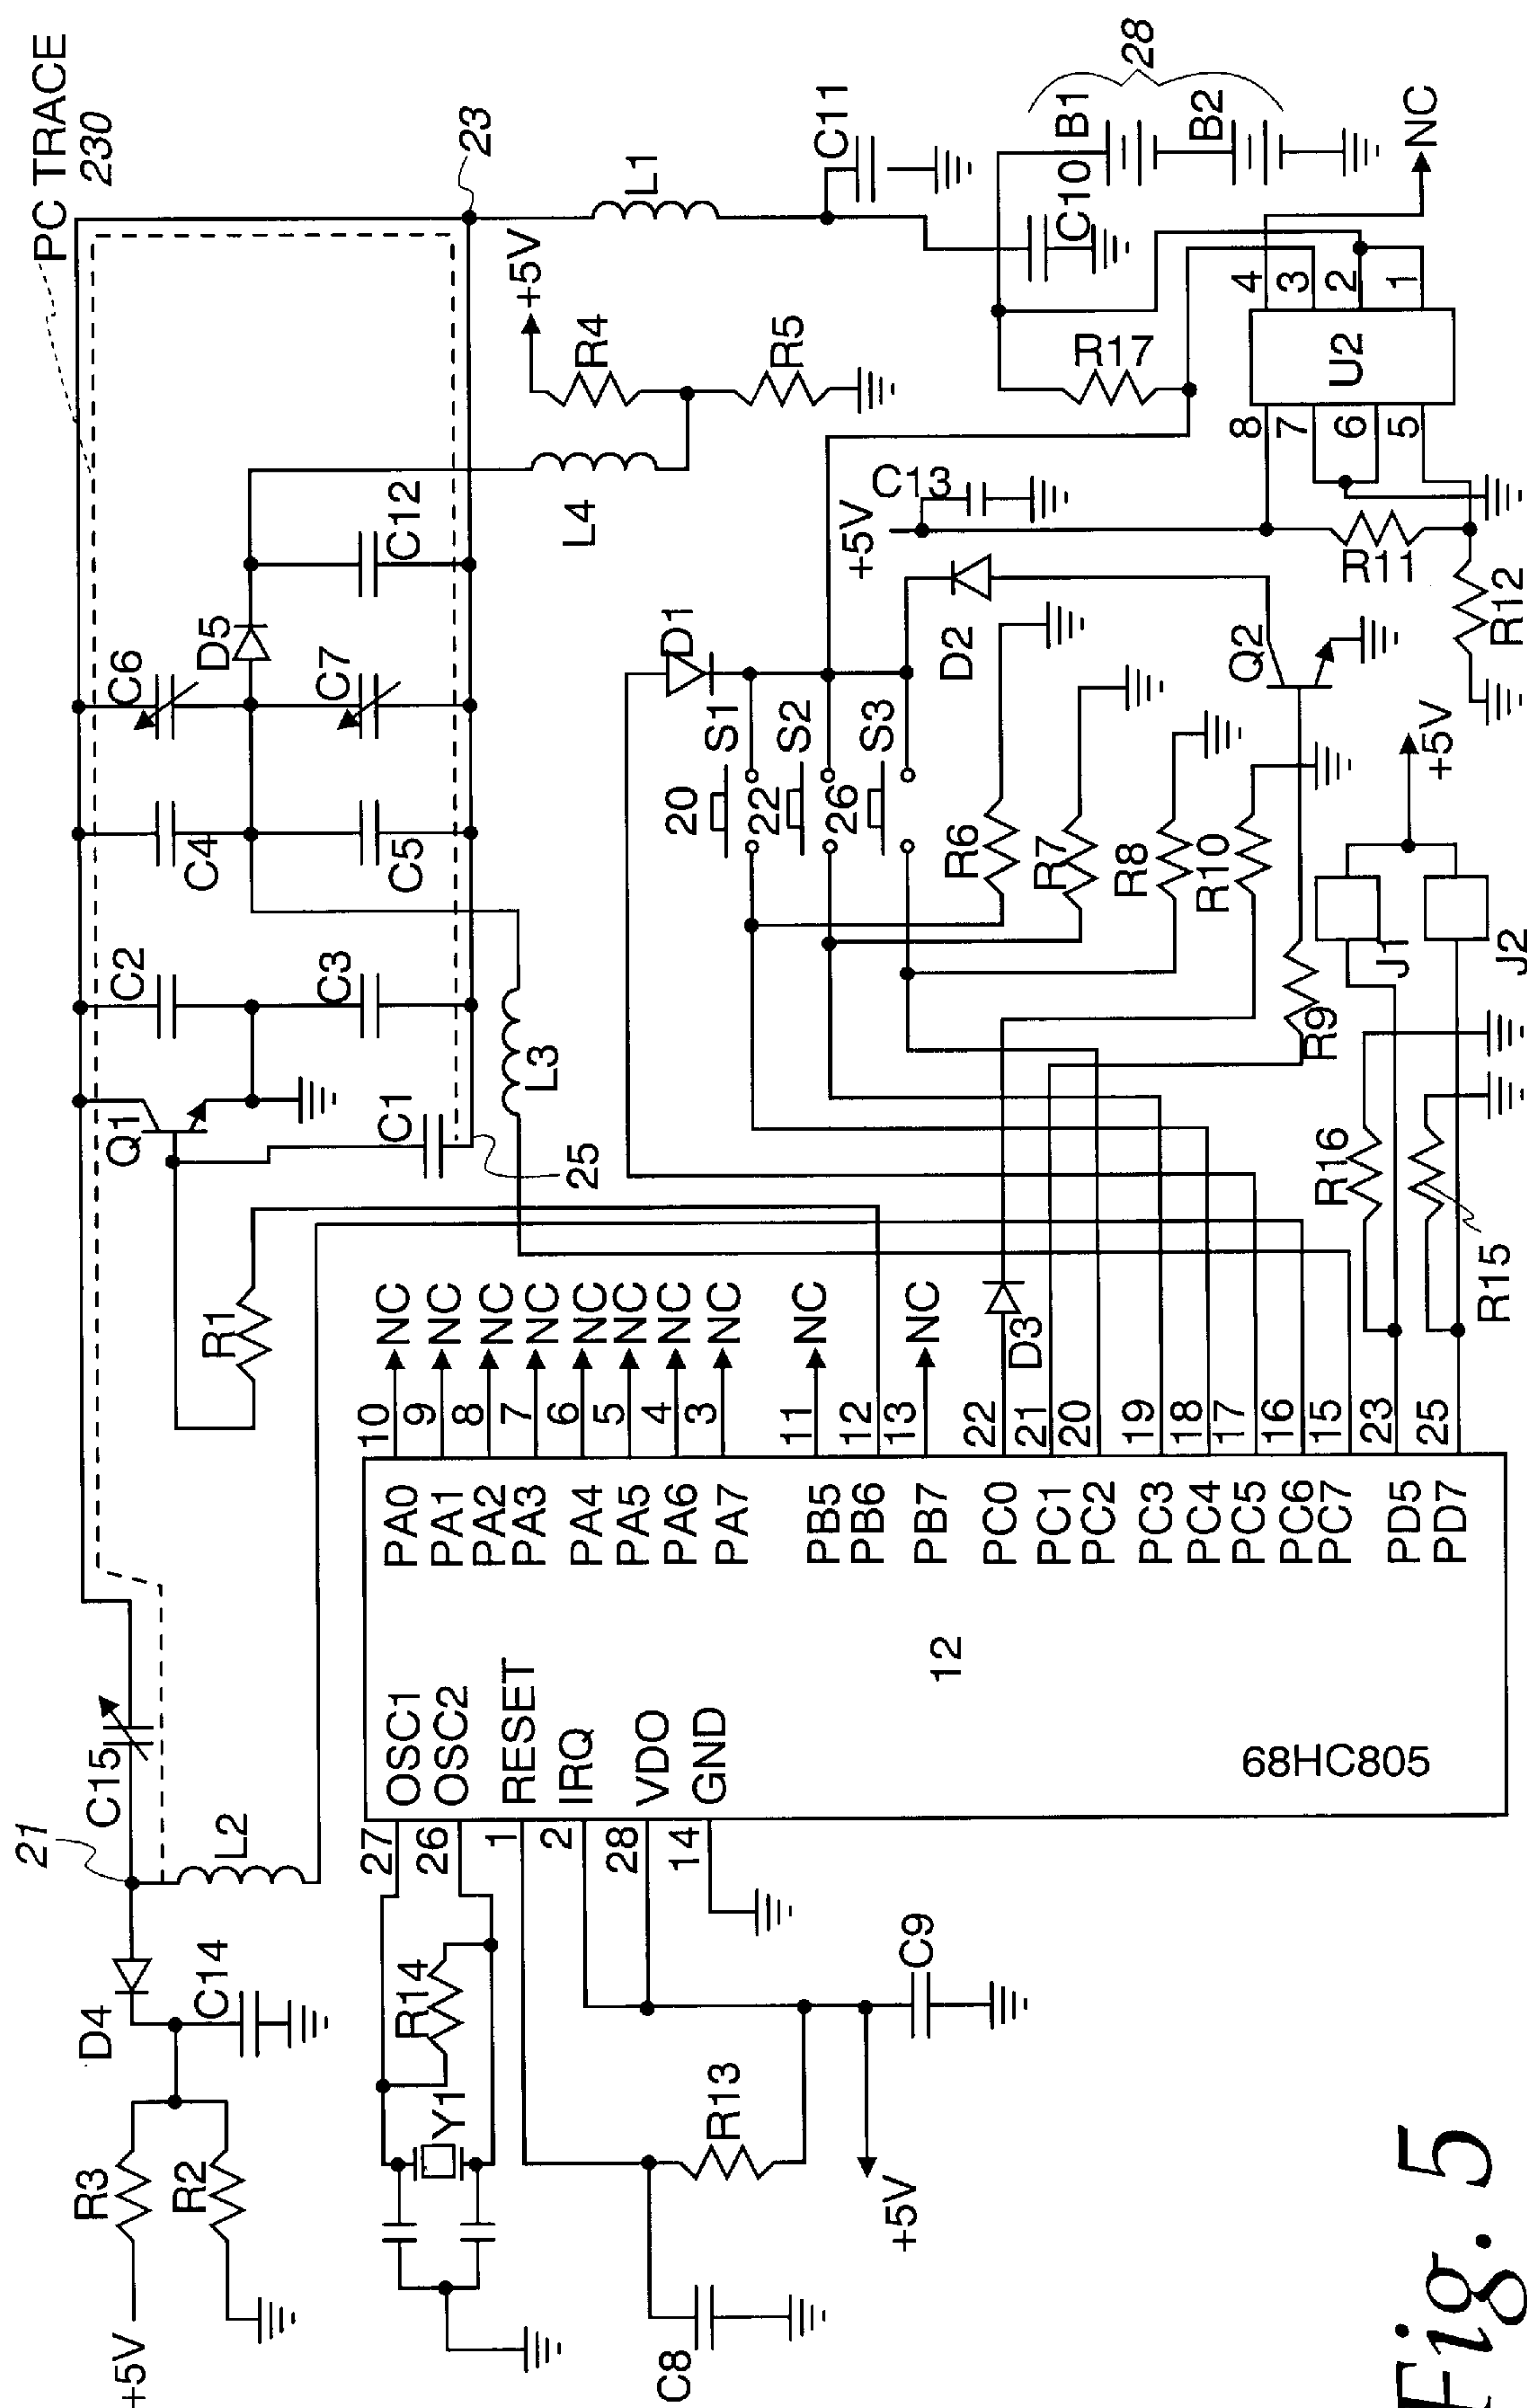 PC TRACE
230
23
+5V
L1
C11
C10
B1
B2
28
NC
R4
R5
L4
R17
4
3
2
1
U2
8
7
6
5
C6
D5
C12
C7
C4
C5
C2
C3
Q1
C1
25
L3
D1
+5V
C13
D2
R11
R12
Q2
20
S1
22
S2
26
S3
R6
R7
R8
R10
R9
+5V
J1
J2
R16
R15
R1
D3
10
NC
9
NC
8
NC
7
NC
6
NC
5
NC
4
NC
3
NC
11
NC
12
13
NC
22
21
20
19
18
17
16
15
23
25
PA0
PA1
PA2
PA3
PA4
PA5
PA6
PA7
PB5
PB6
PB7
PC0
PC1
PC2
PC3
PC4
PC5
PC6
PC7
PD5
PD7
12
68HC805
OSC1
OSC2
RESET
IRQ
VDO
GND
27
26
1
2
28
14
C15
21
L2
D4
C14
R3
R2
+5V
R14
Y1
R13
C9
+5V
C8
Fig. 5